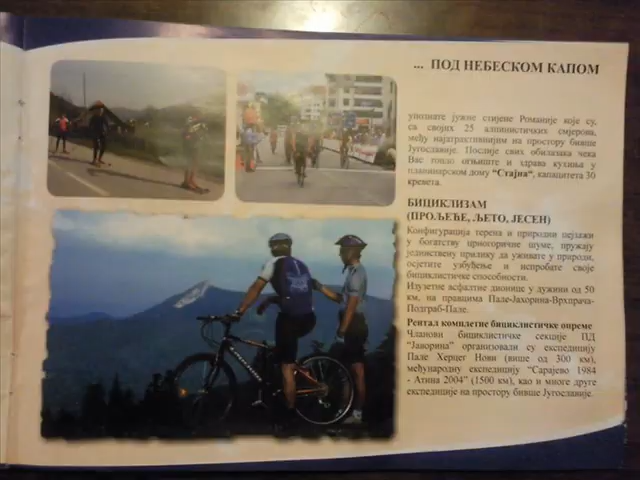 ... ПОД НЕБЕСКОМ КАПОМ
упознате јужне стијене Романије које су,
са својих 25 алпинистичких смјерова,
међу најатрактивнијим на простору бивше
Југославије. Послије свих обилазака чека
Вас топло огњиште и здрава кухиња у
планинарском дому “Стајна“, капацитета 30
кревета.
БИЦИКЛИЗАМ
(ПРОЉЕЋЕ, ЉЕТО, ЈЕСЕН)
Конфигурација терена и природни пејзажи
у богатству црногоричне шуме, пружају
јединствену прилику да уживате у природи,
осјетите узбуђење и испробате своје
бициклистичке способности.
Изузетне асфалтне дионице у дужини од 50
км, на правцима Пале-Јахорина-Врхпрача-
Подграб-Пале.
Рентал комплетне бициклистичке опреме
Чланови бициклистичке секције ПД
“Јаворина” организовали су експедицију
Пале Херцег Нови (више од 300 км),
међународну експедицију “Сарајево 1984
- Атина 2004” (1500 км), као и многе друге
експедиције на простору бивше Југославије.